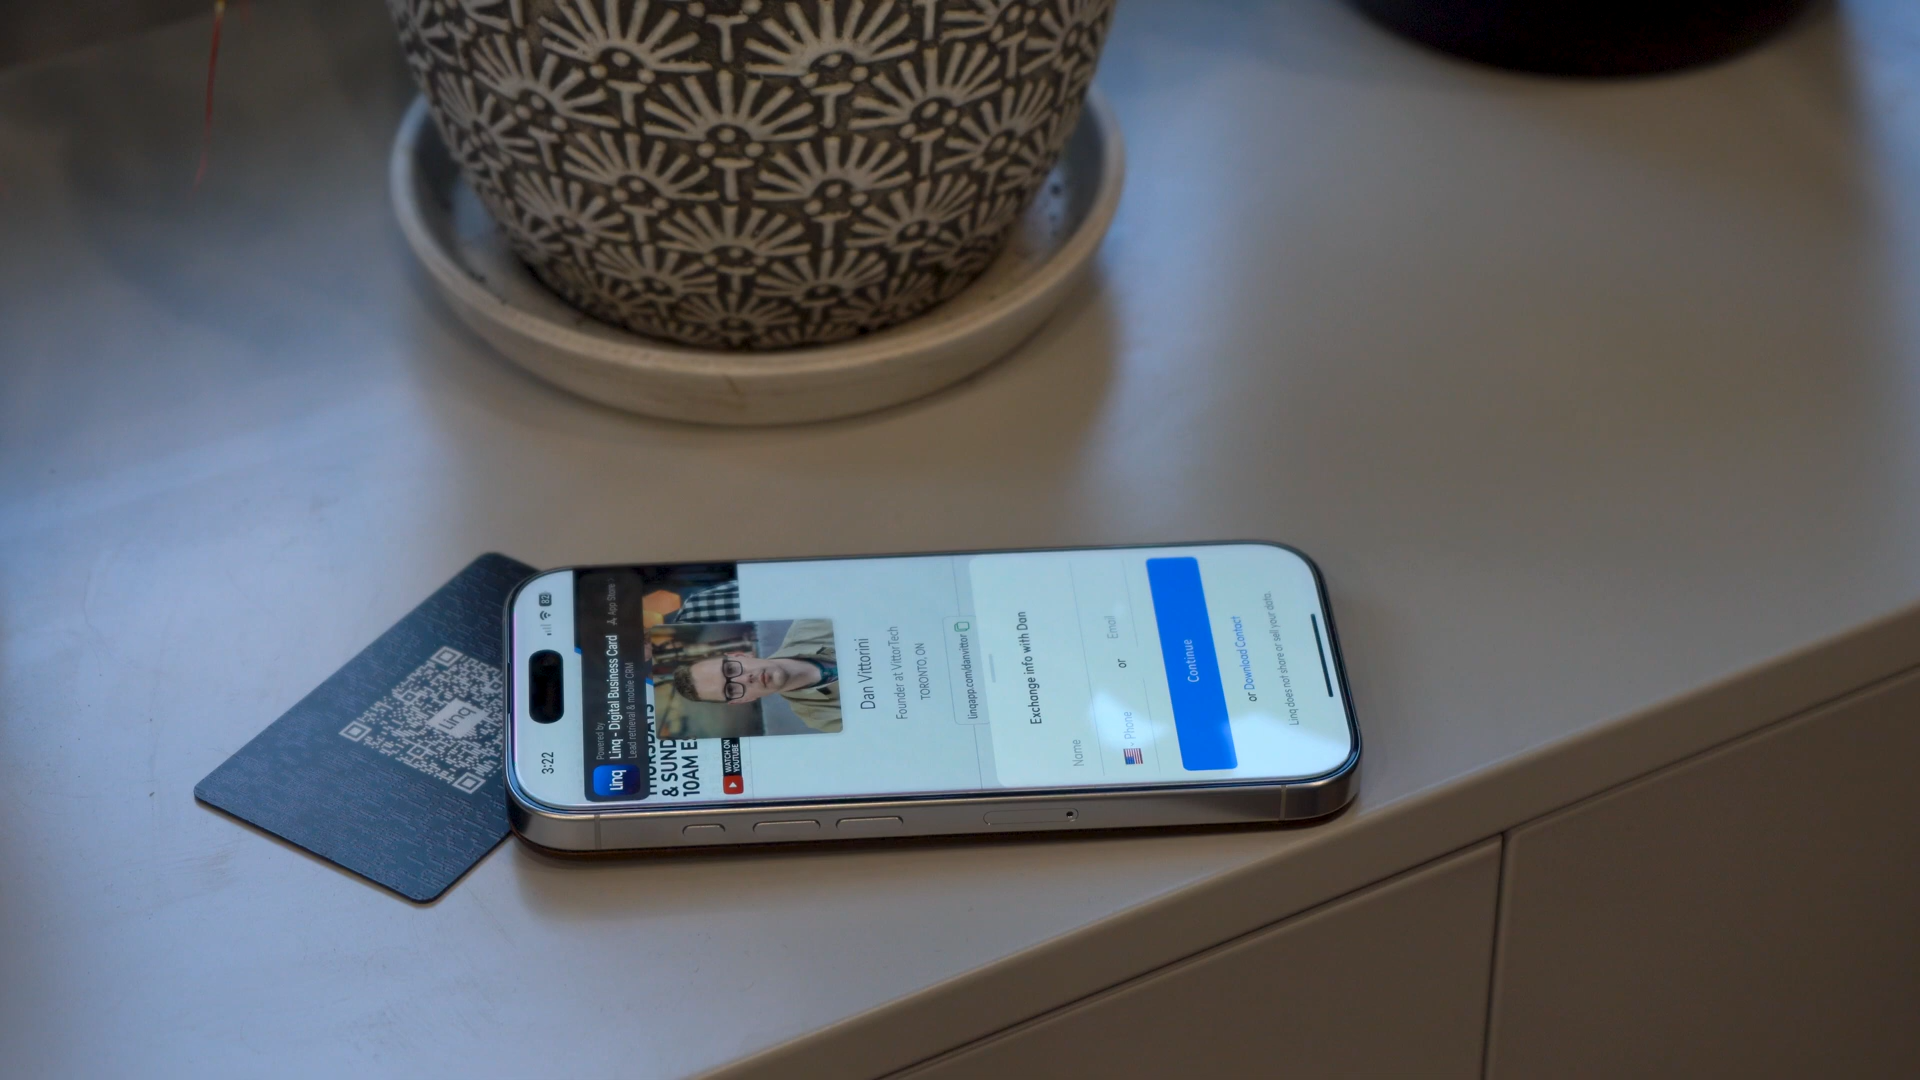 linq
3:22
82
Linq
Powered by
Linq - Digital Business Card
Lead retrieval & mobile CRM
App Store
THURSDAYS
& SUND
10AM E
WATCH ON
YOUTUBE
Dan Vittorini
Founder at VittorTech
TORONTO, ON
linqapp.com/danvittor
Exchange info with Dan
Name
Phone
or
Email
Continue
or Download Contact
Linq does not share or sell your data.